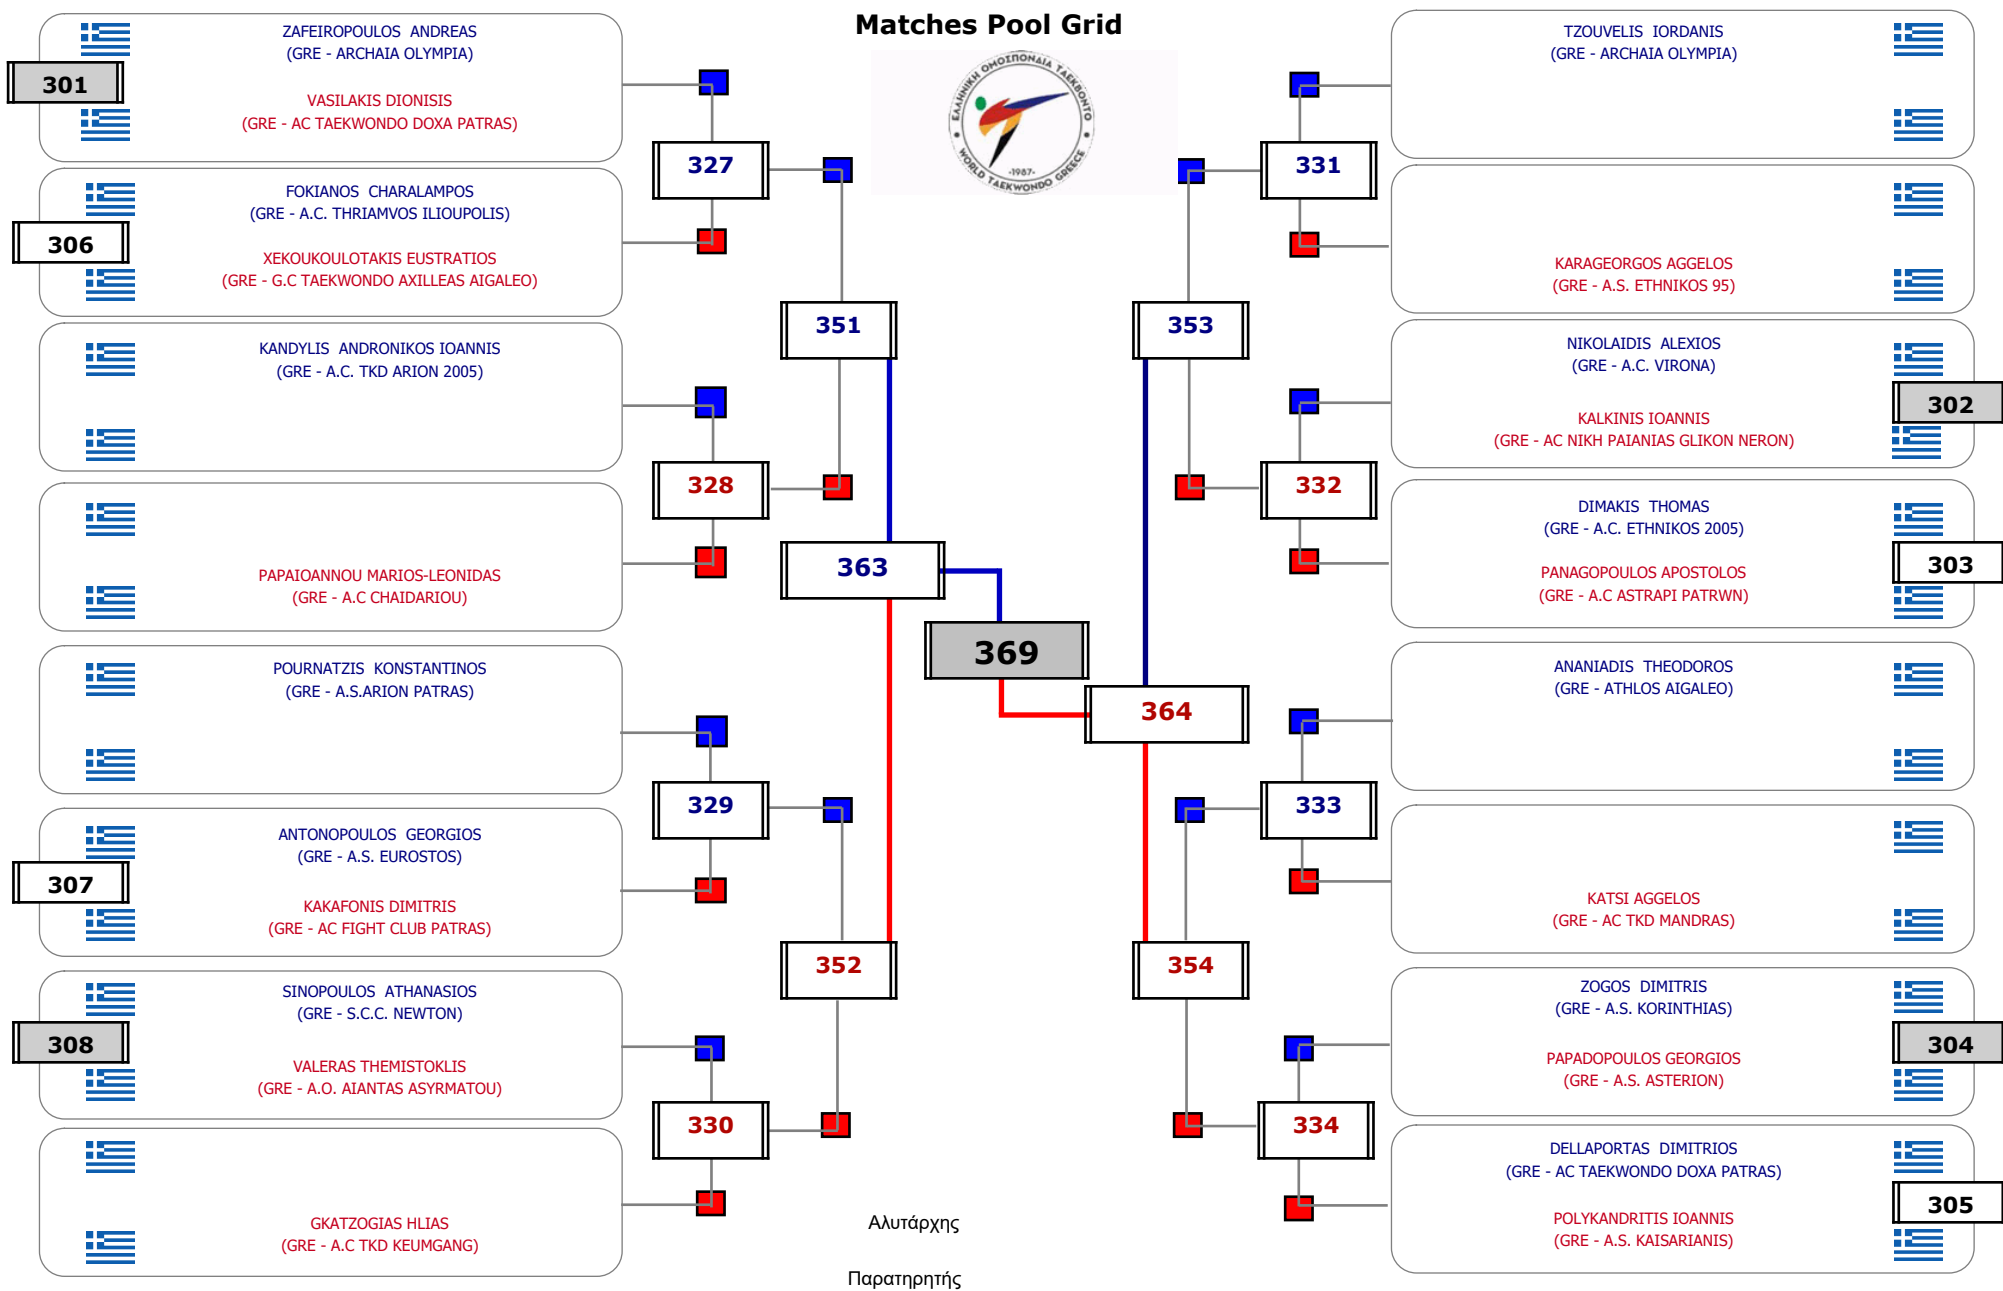 Matches Pool Grid
ΕΛΛΗΝΙΚΗ ΟΜΟΣΠΟΝΔΙΑ ΤΑΕΚΒΟΝΤΟ
WORLD TAEKWONDO GREECE
-1987-
301
ZAFEIROPOULOS ANDREAS
(GRE - ARCHAIA OLYMPIA)
VASILAKIS DIONISIS
(GRE - AC TAEKWONDO DOXA PATRAS)
306
FOKIANOS CHARALAMPOS
(GRE - A.C. THRIAMVOS ILIOUPOLIS)
XEKOUKOULOTAKIS EUSTRATIOS
(GRE - G.C TAEKWONDO AXILLEAS AIGALEO)
KANDYLIS ANDRONIKOS IOANNIS
(GRE - A.C. TKD ARION 2005)
PAPAIOANNOU MARIOS-LEONIDAS
(GRE - A.C CHAIDARIOU)
POURNATZIS KONSTANTINOS
(GRE - A.S.ARION PATRAS)
307
ANTONOPOULOS GEORGIOS
(GRE - A.S. EUROSTOS)
KAKAFONIS DIMITRIS
(GRE - AC FIGHT CLUB PATRAS)
308
SINOPOULOS ATHANASIOS
(GRE - S.C.C. NEWTON)
VALERAS THEMISTOKLIS
(GRE - A.O. AIANTAS ASYRMATOU)
GKATZOGIAS HLIAS
(GRE - A.C TKD KEUMGANG)
327
328
329
330
351
352
363
369
364
353
354
331
332
333
334
TZOUVELIS IORDANIS
(GRE - ARCHAIA OLYMPIA)
KARAGEORGOS AGGELOS
(GRE - A.S. ETHNIKOS 95)
NIKOLAIDIS ALEXIOS
(GRE - A.C. VIRONA)
302
KALKINIS IOANNIS
(GRE - AC NIKH PAIANIAS GLIKON NERON)
DIMAKIS THOMAS
(GRE - A.C. ETHNIKOS 2005)
303
PANAGOPOULOS APOSTOLOS
(GRE - A.C ASTRAPI PATRWN)
ANANIADIS THEODOROS
(GRE - ATHLOS AIGALEO)
KATSI AGGELOS
(GRE - AC TKD MANDRAS)
ZOGOS DIMITRIS
(GRE - A.S. KORINTHIAS)
304
PAPADOPOULOS GEORGIOS
(GRE - A.S. ASTERION)
DELLAPORTAS DIMITRIOS
(GRE - AC TAEKWONDO DOXA PATRAS)
305
POLYKANDRITIS IOANNIS
(GRE - A.S. KAISARIANIS)
Αλυτάρχης
Παρατηρητής